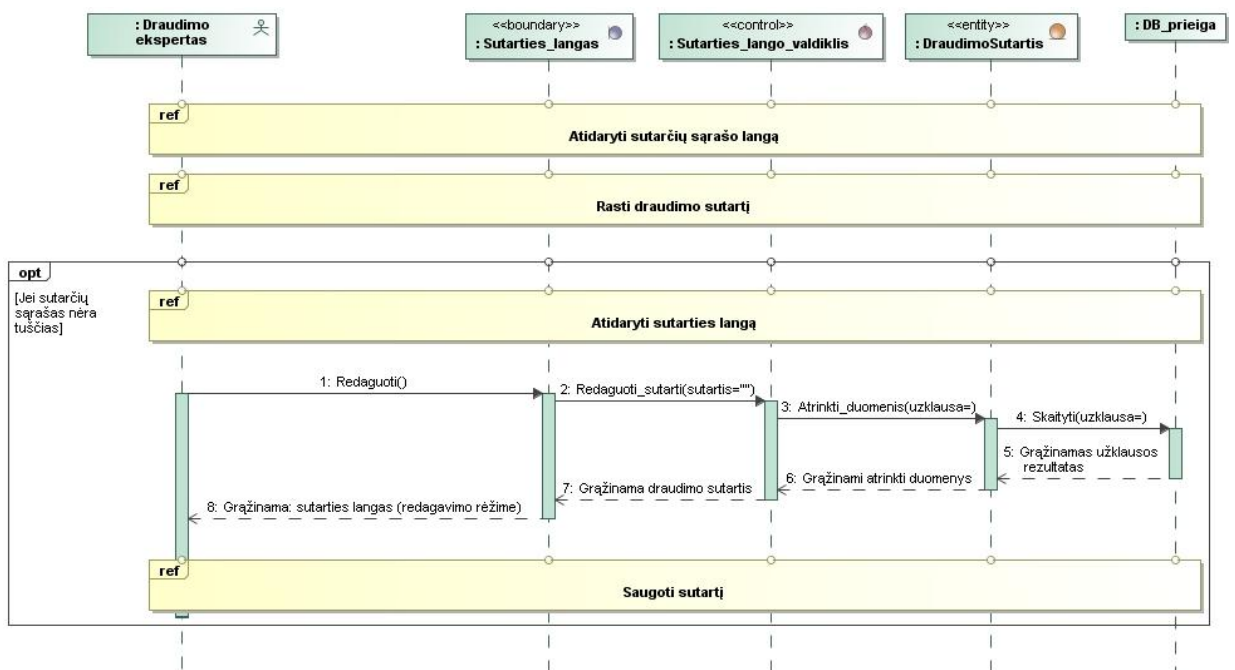 : Draudimo
ekspertas
<<boundary>>
: Sutarties_langas
<<control>>
: Sutarties_lango_valdiklis
<<entity>>
: DraudimoSutartis
: DB_prieiga
ref
Atidaryti sutarčių sąrašo langą
ref
Rasti draudimo sutartį
opt
[Jei sutarčių
sąrašas nėra
tuščias]
ref
Atidaryti sutarties langą
1: Redaguoti()
2: Redaguoti_sutarti(sutartis="")
3: Atrinkti_duomenis(uzklausa=)
4: Skaityti(uzklausa=)
5: Grąžinamas užklausos
rezultatas
6: Grąžinami atrinkti duomenys
7: Grąžinama draudimo sutartis
8: Grąžinama: sutarties langas (redagavimo rėžime)
ref
Saugoti sutartį